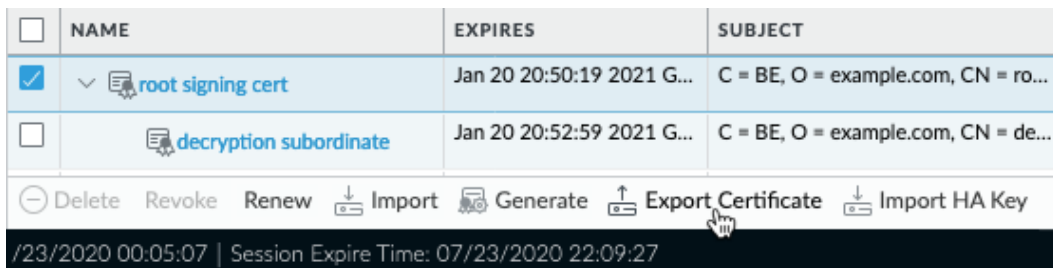 NAME EXPIRES SUBJECT
root signing cert Jan 20 20:50:19 2021 G... C = BE, O = example.com, CN = ro...
decryption subordinate Jan 20 20:52:59 2021 G... C = BE, O = example.com, CN = de...
Delete Revoke Renew Import Generate Export Certificate Import HA Key
/23/2020 00:05:07 | Session Expire Time: 07/23/2020 22:09:27